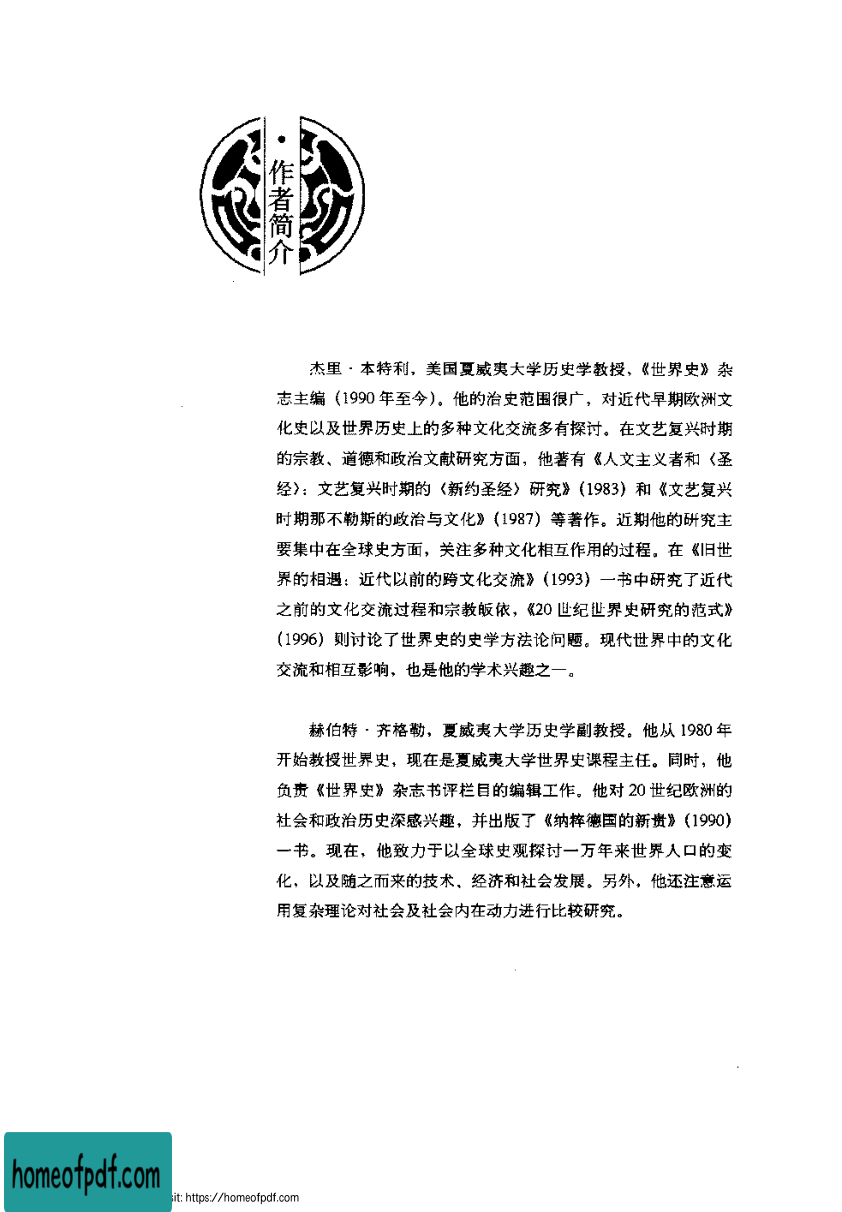 ·作者简介
杰里·本特利，美国夏威夷大学历史学教授、《世界史》杂
志主编（1990年至今）。他的治史范围很广，对近代早期欧洲文
化史以及世界历史上的多种文化交流多有探讨。在文艺复兴时期
的宗教、道德和政治文献研究方面，他著有《人文主义者和〈圣
经〉：文艺复兴时期的〈新约圣经〉研究》（1983）和《文艺复兴
时期那不勒斯的政治与文化》（1987）等著作。近期他的研究主
要集中在全球史方面，关注多种文化相互作用的过程。在《旧世
界的相遇：近代以前的跨文化交流》（1993）一书中研究了近代
之前的文化交流过程和宗教皈依，《20世纪世界史研究的范式》
（1996）则讨论了世界史的史学方法论问题。现代世界中的文化
交流和相互影响，也是他的学术兴趣之一。
赫伯特·齐格勒，夏威夷大学历史学副教授。他从1980年
开始教授世界史，现在是夏威夷大学世界史课程主任。同时，他
负责《世界史》杂志书评栏目的编辑工作。他对20世纪欧洲的
社会和政治历史深感兴趣，并出版了《纳粹德国的新贵》（1990）
一书。现在，他致力于以全球史观探讨一万年来世界人口的变
化，以及随之而来的技术、经济和社会发展。另外，他还注意运
用复杂理论对社会及社会内在动力进行比较研究。
homeofpdf.com
sit: https://homeofpdf.com